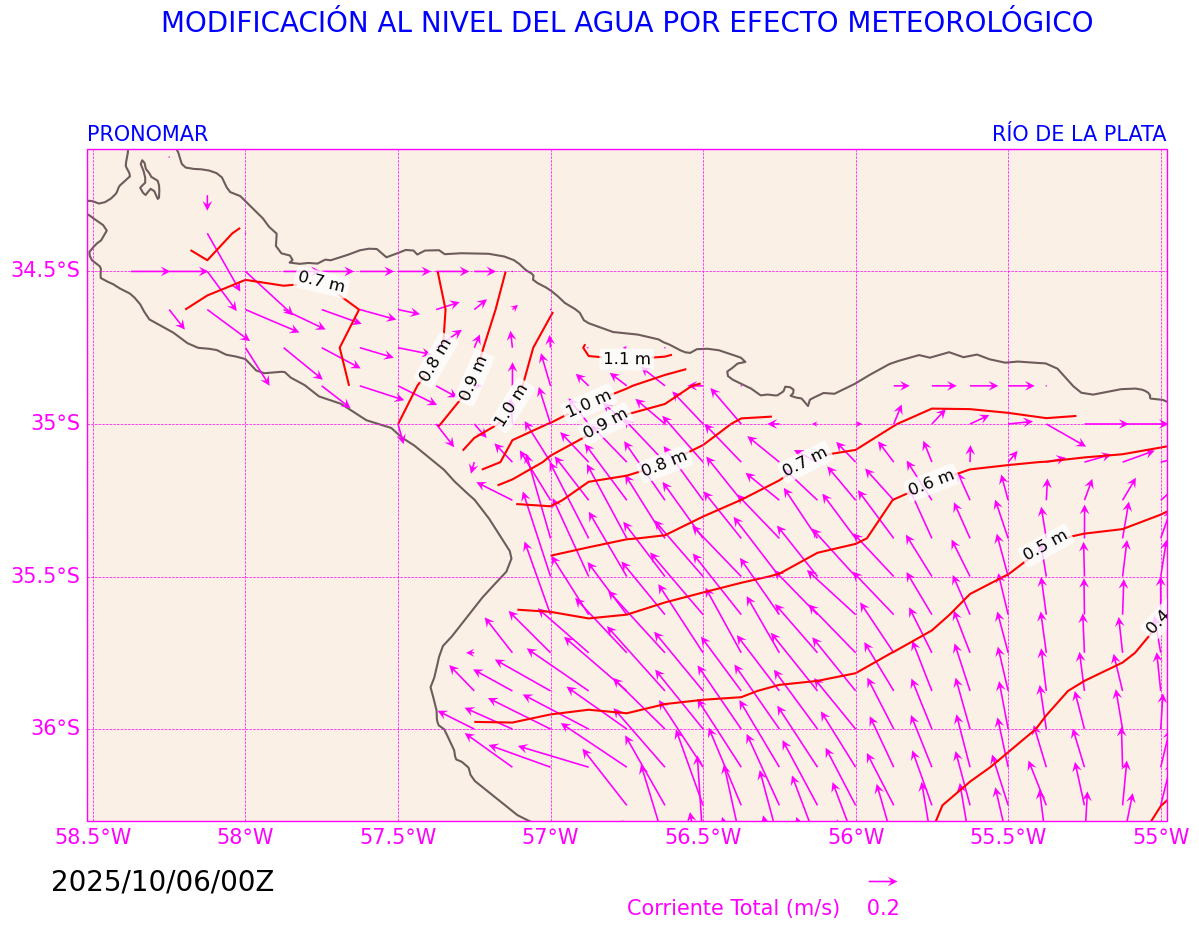 MODIFICACIÓN AL NIVEL DEL AGUA POR EFECTO METEOROLÓGICO
PRONOMAR
RÍO DE LA PLATA
34.5°S
0.7 m
0.8 m
1.1 m
0.9 m
1.0 m
1.0 m
0.9 m
35°S
0.8 m
0.7 m
0.6 m
0.5 m
35.5°S
0.4
36°S
58.5°W
58°W
57.5°W
57°W
56.5°W
56°W
55.5°W
55°W
2025/10/06/00Z
Corriente Total (m/s)
0.2